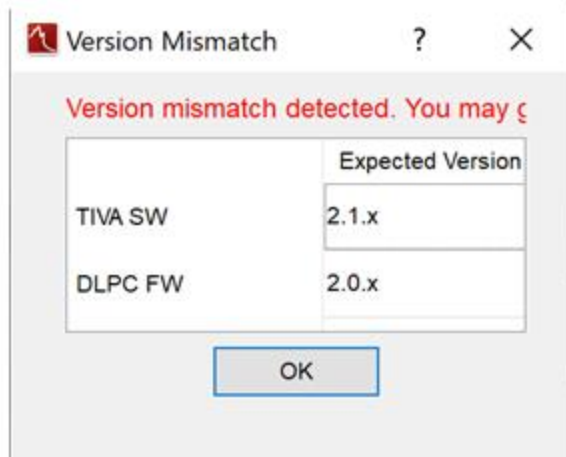 Version Mismatch ? ×
Version mismatch detected. You may
Expected Version
TIVA SW 2.1.x
DLPC FW 2.0.x
OK